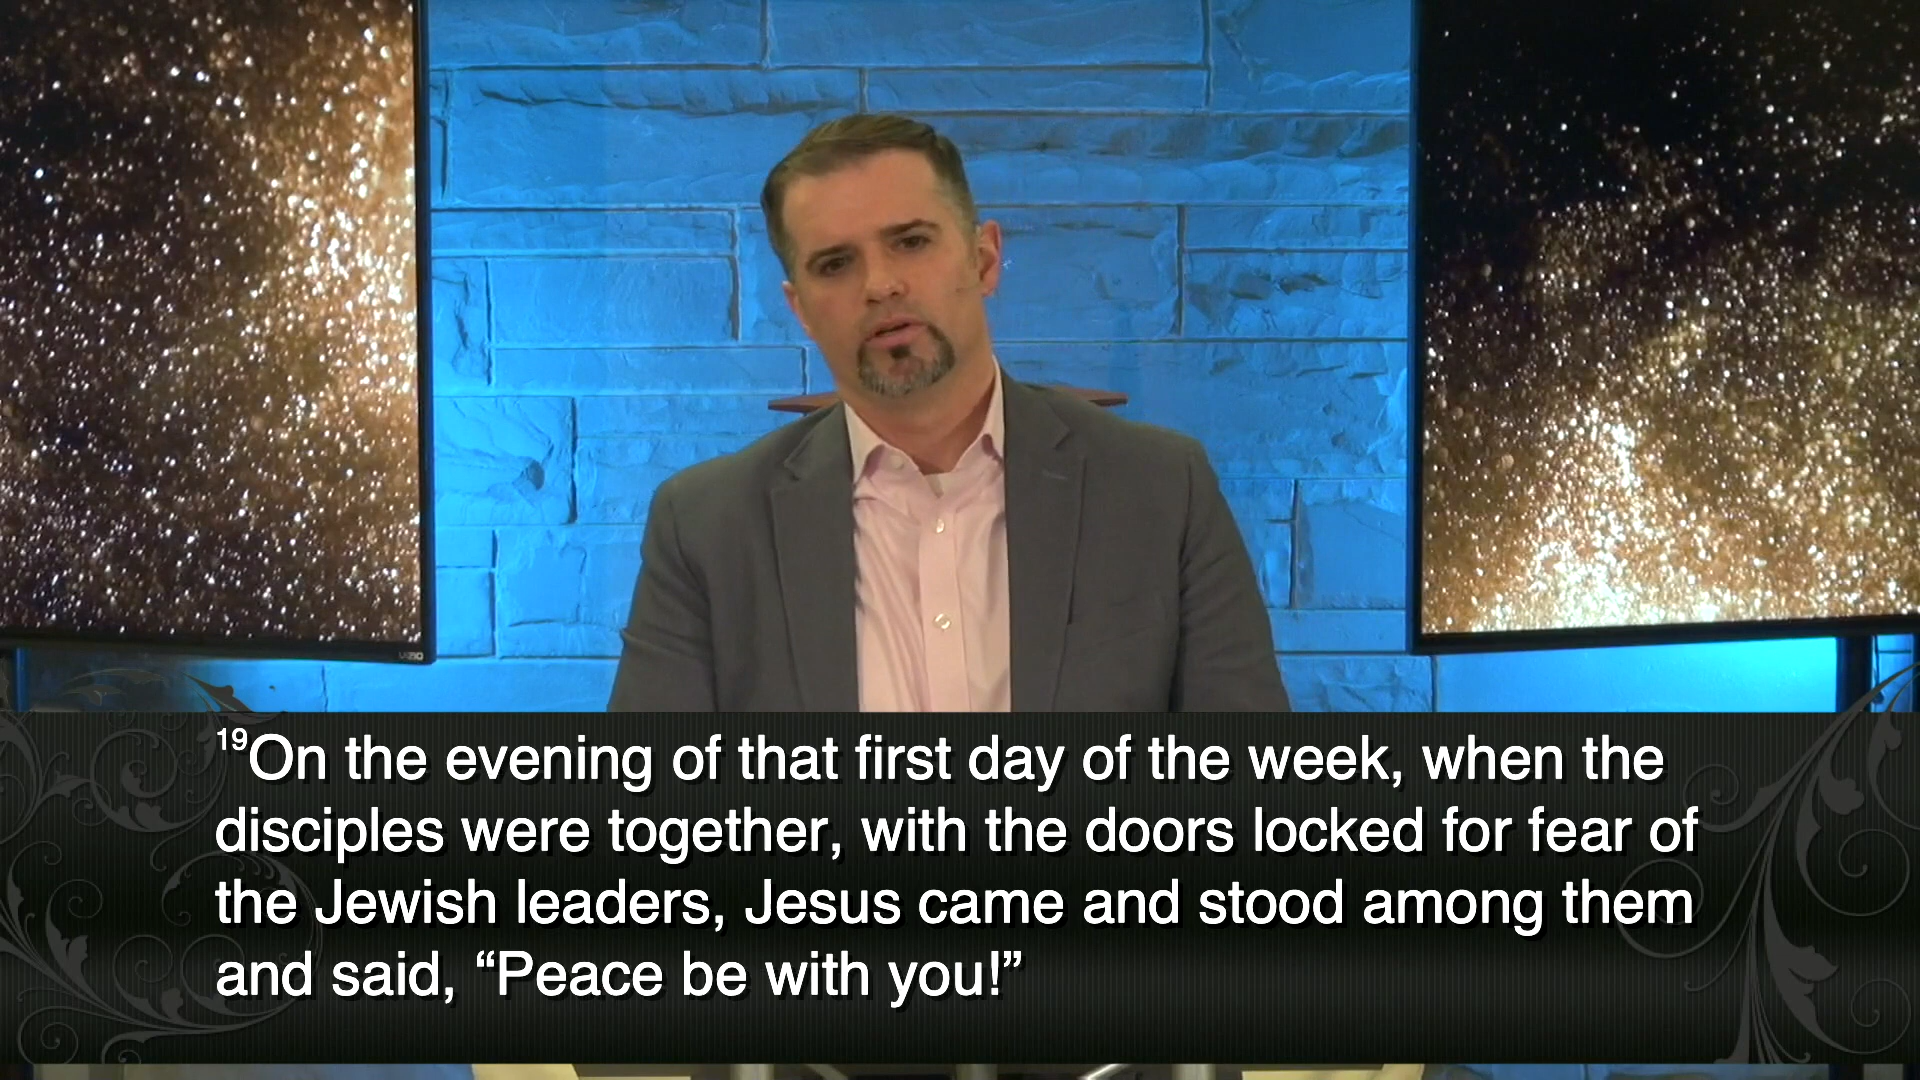 VIZIO
¹⁹On the evening of that first day of the week, when the
disciples were together, with the doors locked for fear of
the Jewish leaders, Jesus came and stood among them
and said, “Peace be with you!”